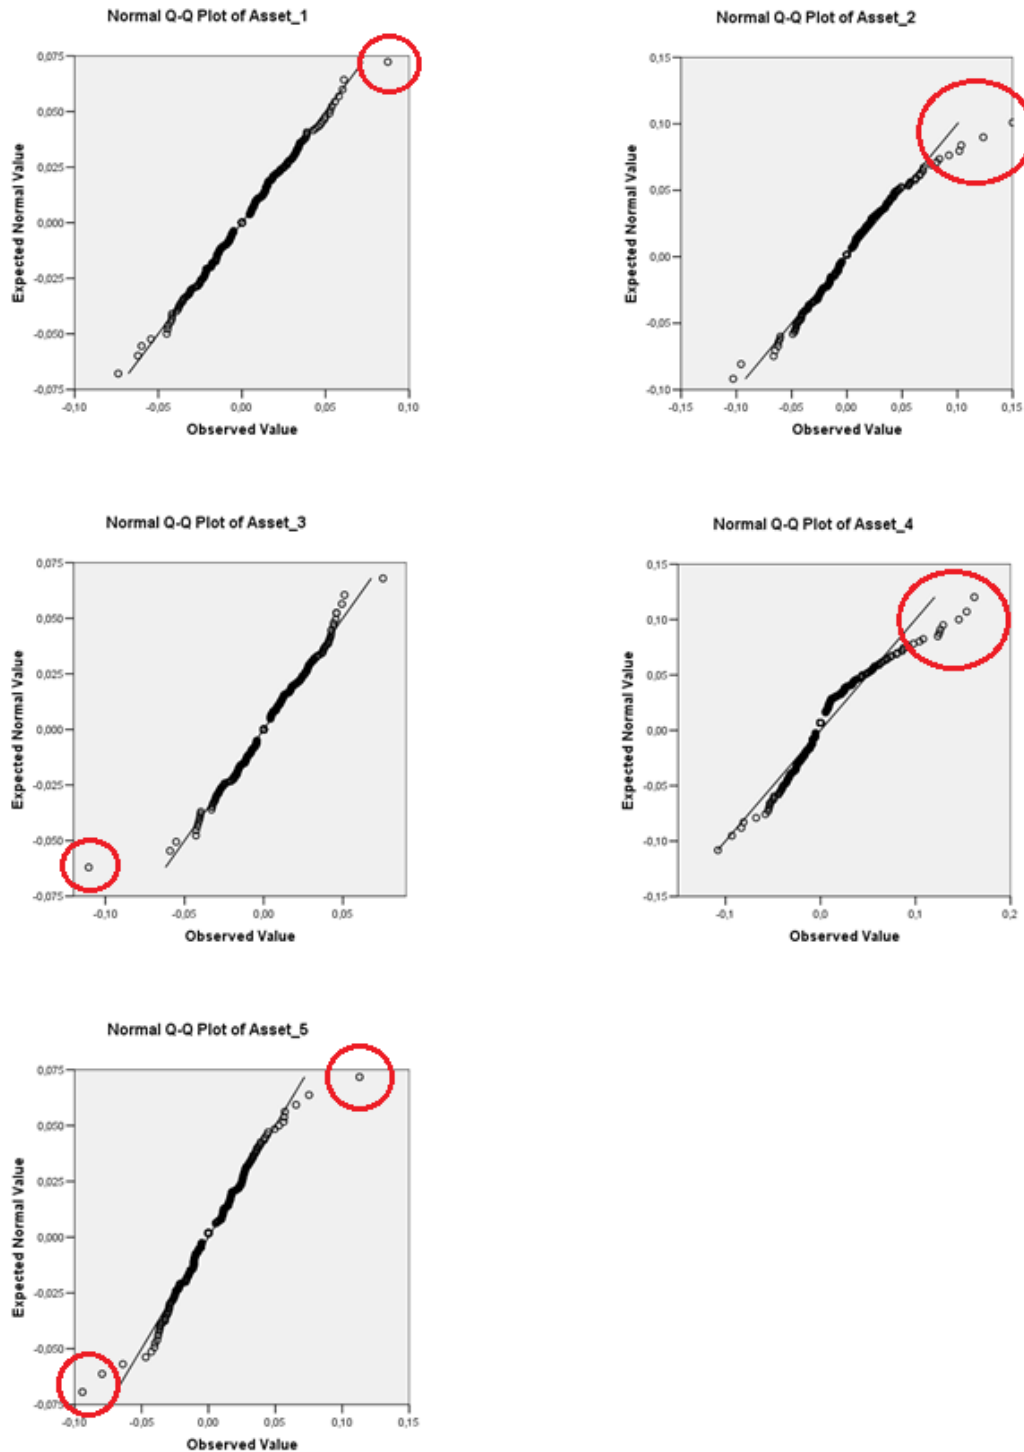 Normal Q-Q Plot of Asset_1
Expected Normal Value
0,075
0,050
0,025
0,000
-0,025
-0,050
-0,075
-0,10 -0,05 0,00 0,05 0,10
Observed Value
Normal Q-Q Plot of Asset_2
Expected Normal Value
0,15
0,10
0,05
0,00
-0,05
-0,10
-0,15 -0,10 -0,05 0,00 0,05 0,10 0,15
Observed Value
Normal Q-Q Plot of Asset_3
Expected Normal Value
0,075
0,050
0,025
0,000
-0,025
-0,050
-0,075
-0,10 -0,05 0,00 0,05
Observed Value
Normal Q-Q Plot of Asset_4
Expected Normal Value
0,15
0,10
0,05
0,00
-0,05
-0,10
-0,15
-0,1 0,0 0,1 0,2
Observed Value
Normal Q-Q Plot of Asset_5
Expected Normal Value
0,075
0,050
0,025
0,000
-0,025
-0,050
-0,075
-0,10 -0,05 0,00 0,05 0,10 0,15
Observed Value